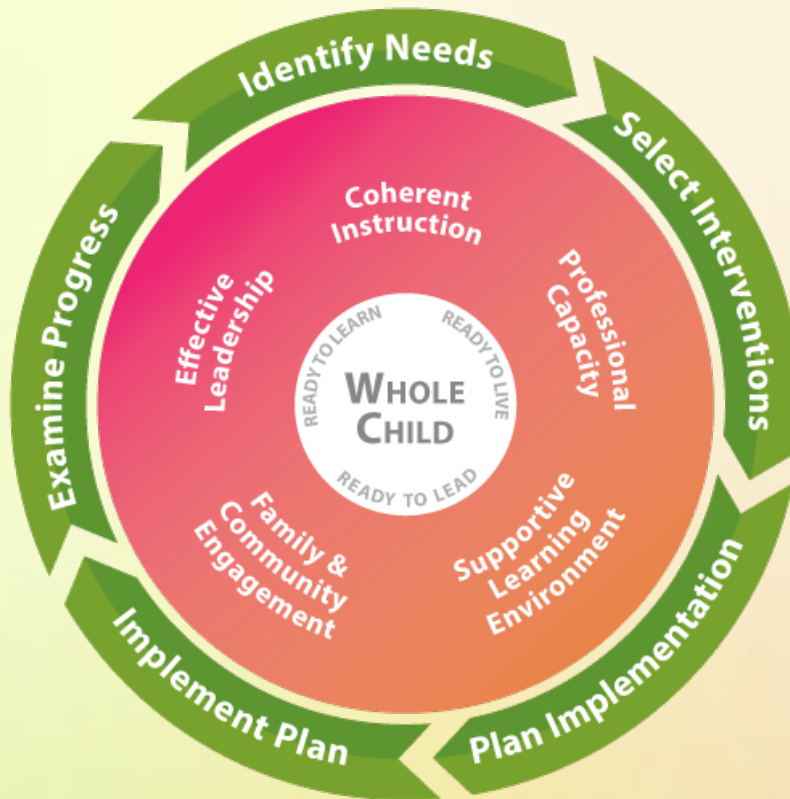 Identify Needs
Select Interventions
Plan Implementation
Implement Plan
Examine Progress
Coherent
Instruction
Professional
Capacity
Supportive
Learning
Environment
Family &
Community
Engagement
Effective
Leadership
READY TO LEARN
READY TO LIVE
READY TO LEAD
WHOLE
CHILD